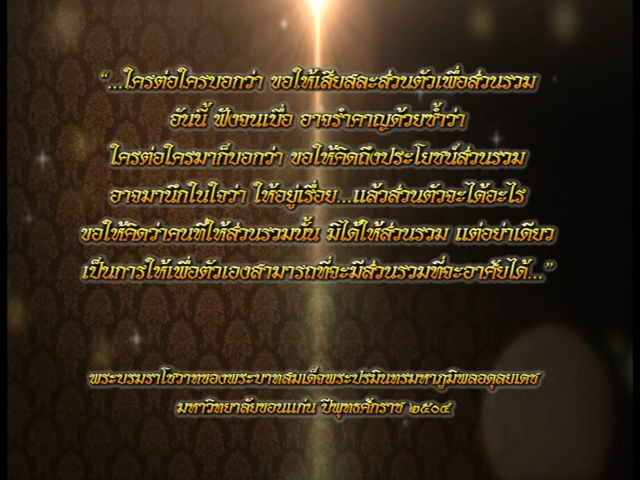 “...ใครต่อใครบอกว่า ขอให้เสียสละส่วนตัวเพื่อส่วนรวม
อันนี้ ฟังจนเบื่อ อาจรำคาญด้วยซ้ำว่า
ใครต่อใครมาก็บอกว่า ขอให้คิดถึงประโยชน์ส่วนรวม
อาจมานึกในใจว่า ให้อยู่เรื่อย...แล้วส่วนตัวจะได้อะไร
ขอให้คิดว่าคนที่ให้ส่วนรวมนั้น มิได้ให้ส่วนรวม แต่อย่าเดียว
เป็นการให้เพื่อตัวเองสามารถที่จะมีส่วนรวมที่จะอาศัยได้...”
พระบรมราโชวาทของพระบาทสมเด็จพระปรมินทรมหาภูมิพลอดุลยเดช
มหาวิทยาลัยขอนแก่น ปีพุทธศักราช ๒๕๐๔